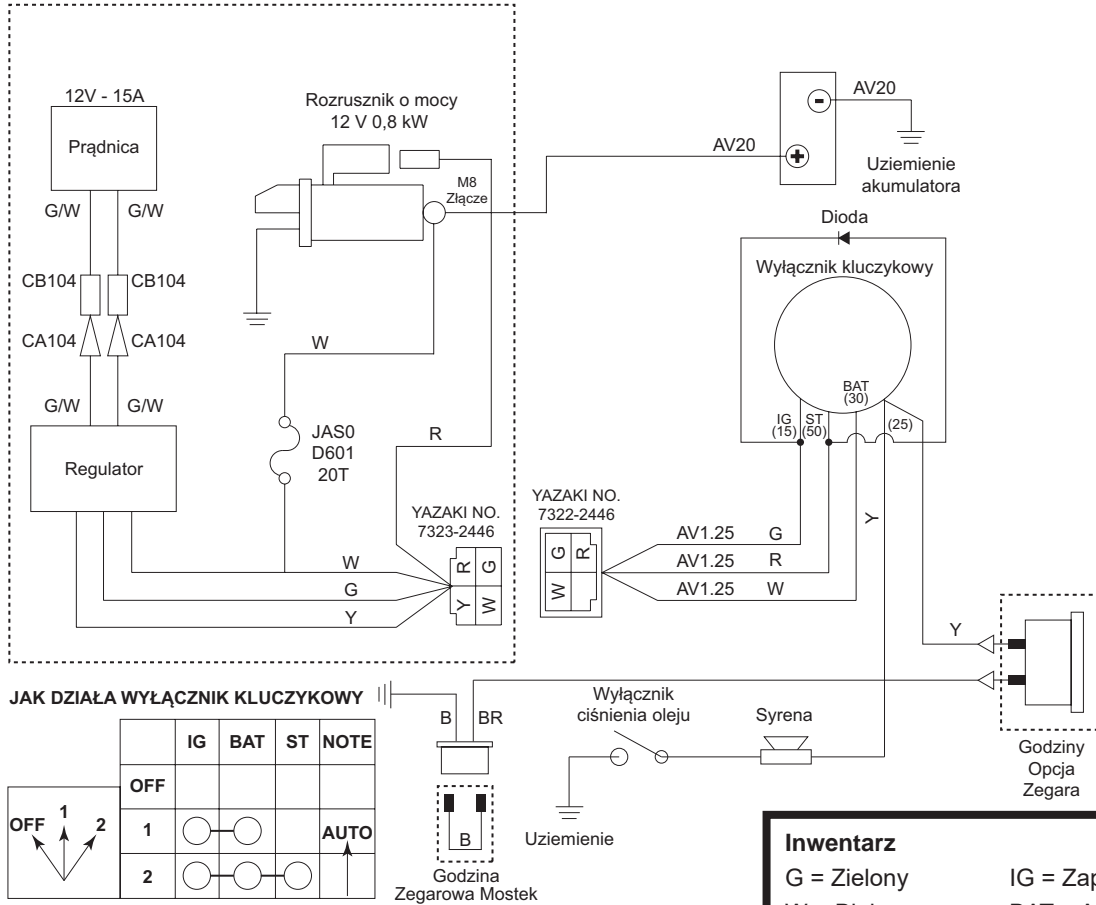 12V - 15A
Prądnica
G/W G/W
CB104 CB104
CA104 CA104
G/W G/W
Regulator
Rozrusznik o mocy
12 V 0,8 kW
M8
Złącze
W
JAS0
D601
20T
R
YAZAKI NO.
7323-2446
R G
Y W
W
G
Y
AV20
AV20
Uziemienie
akumulatora
Dioda
Wyłącznik kluczykowy
BAT
(30)
IG
(15)
ST
(50)
(25)
YAZAKI NO.
7322-2446
G R
W
AV1.25 G
AV1.25 R
AV1.25 W
Y
Y
Godziny
Opcja
Zegara
JAK DZIAŁA WYŁĄCZNIK KLUCZYKOWY
IG BAT ST NOTE
OFF
1 AUTO
2
OFF 1 2
B BR
B
Godzina
Zegarowa Mostek
Wyłącznik
ciśnienia oleju
Syrena
Uziemienie
Inwentarz
G = Zielony